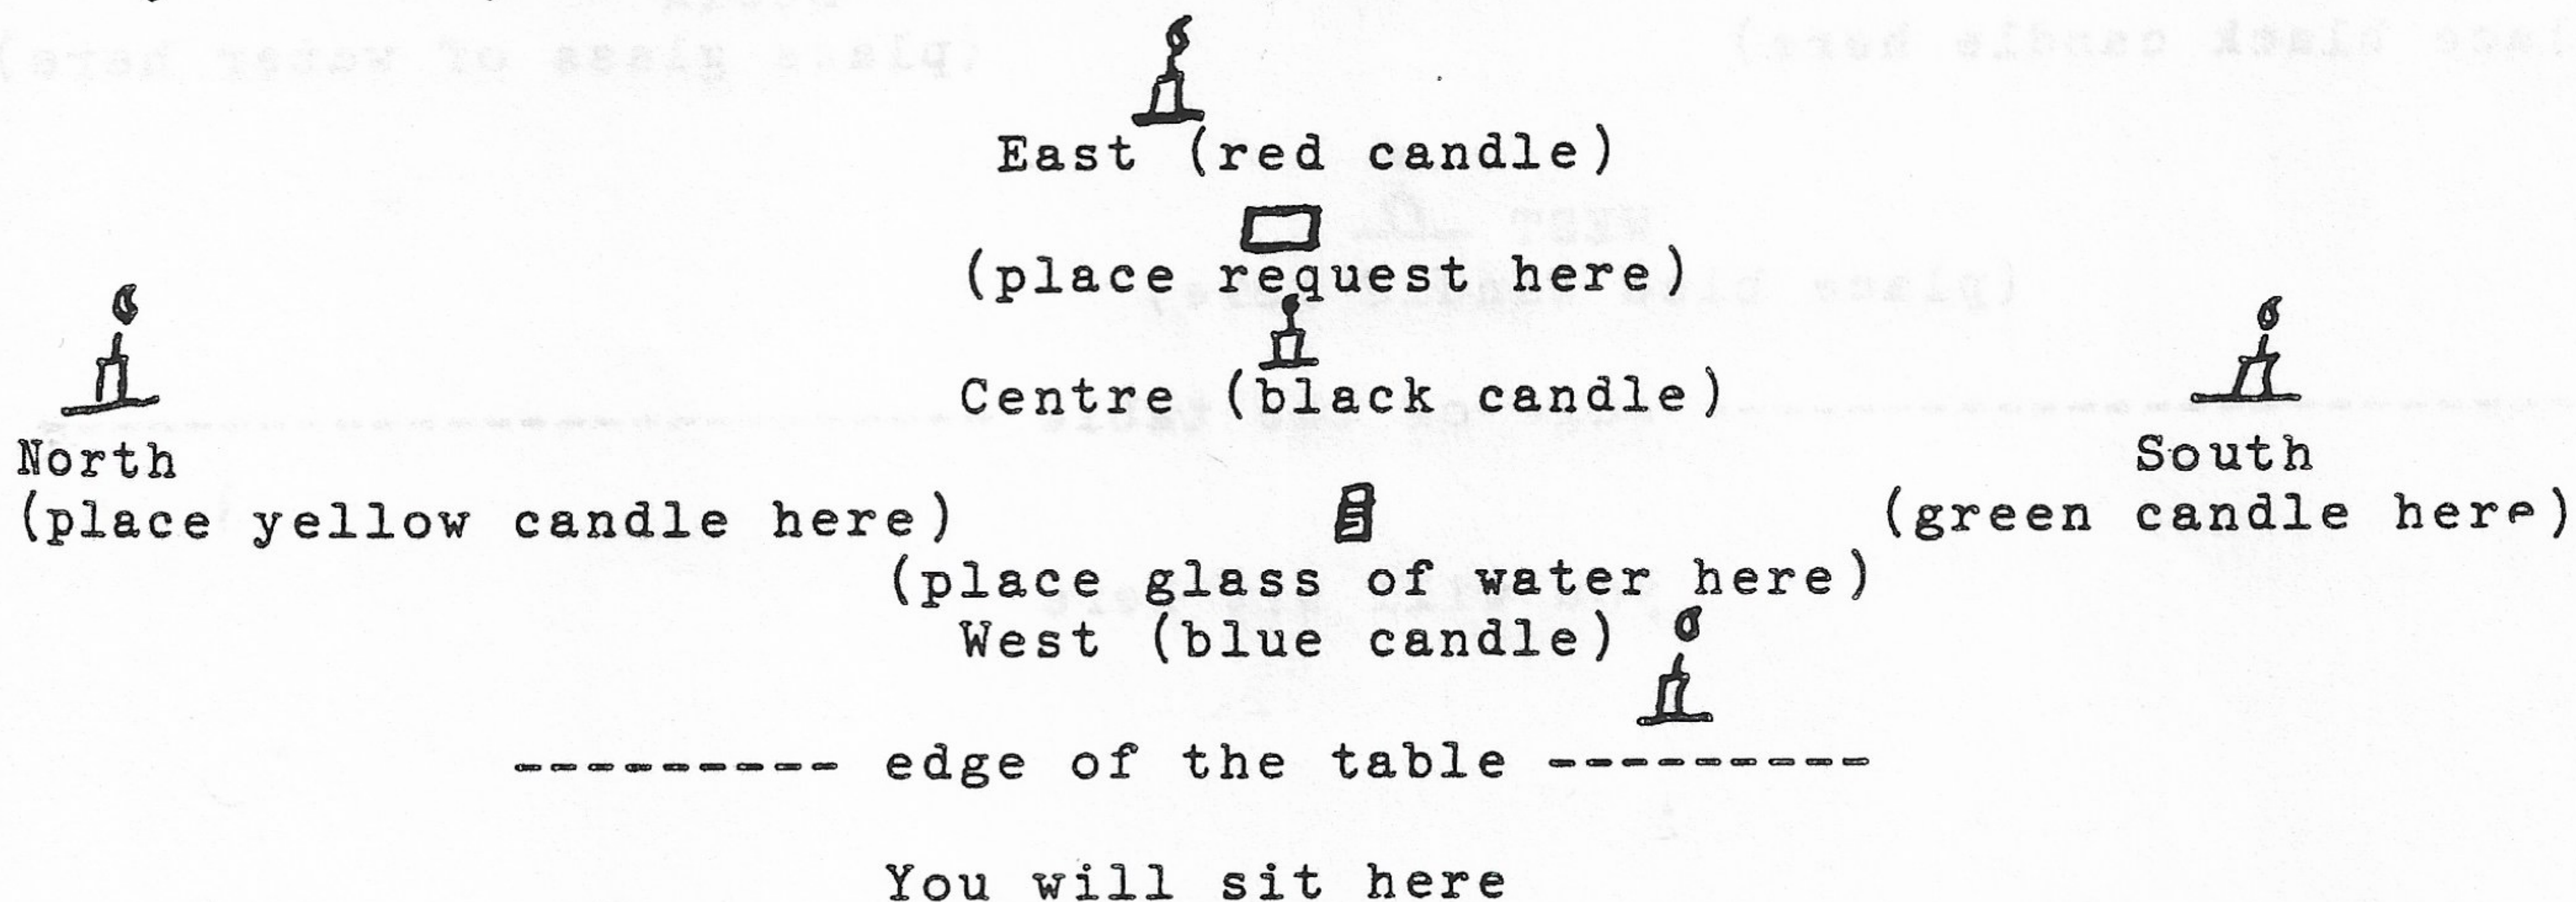 East (red candle)
(place request here)
Centre (black candle)
North
South
(place yellow candle here)
(green candle here)
(place glass of water here)
West (blue candle)
--------- edge of the table ---------
You will sit here